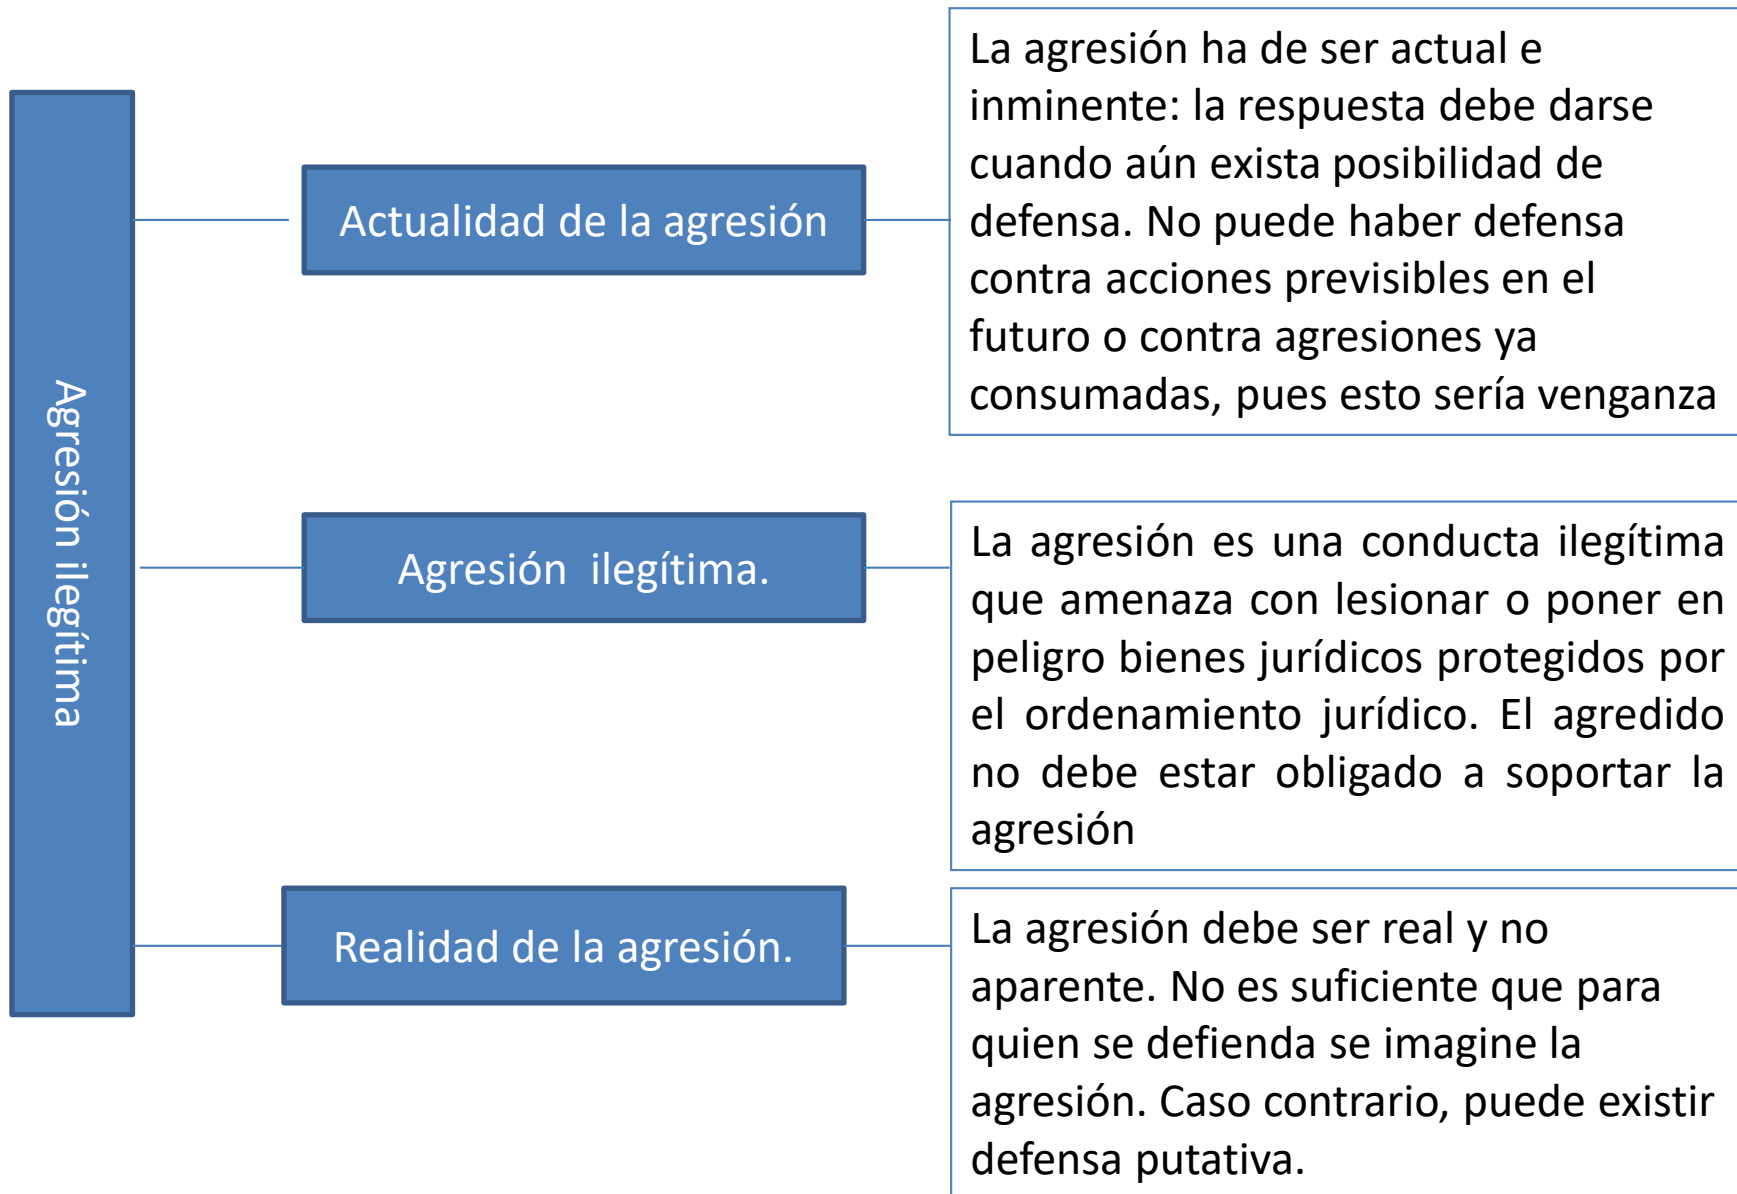 Agresión ilegítima
Actualidad de la agresión
La agresión ha de ser actual e
inminente: la respuesta debe darse
cuando aún exista posibilidad de
defensa. No puede haber defensa
contra acciones previsibles en el
futuro o contra agresiones ya
consumadas, pues esto sería venganza
Agresión ilegítima.
La agresión es una conducta ilegítima
que amenaza con lesionar o poner en
peligro bienes jurídicos protegidos por
el ordenamiento jurídico. El agredido
no debe estar obligado a soportar la
agresión
Realidad de la agresión.
La agresión debe ser real y no
aparente. No es suficiente que para
quien se defienda se imagine la
agresión. Caso contrario, puede existir
defensa putativa.